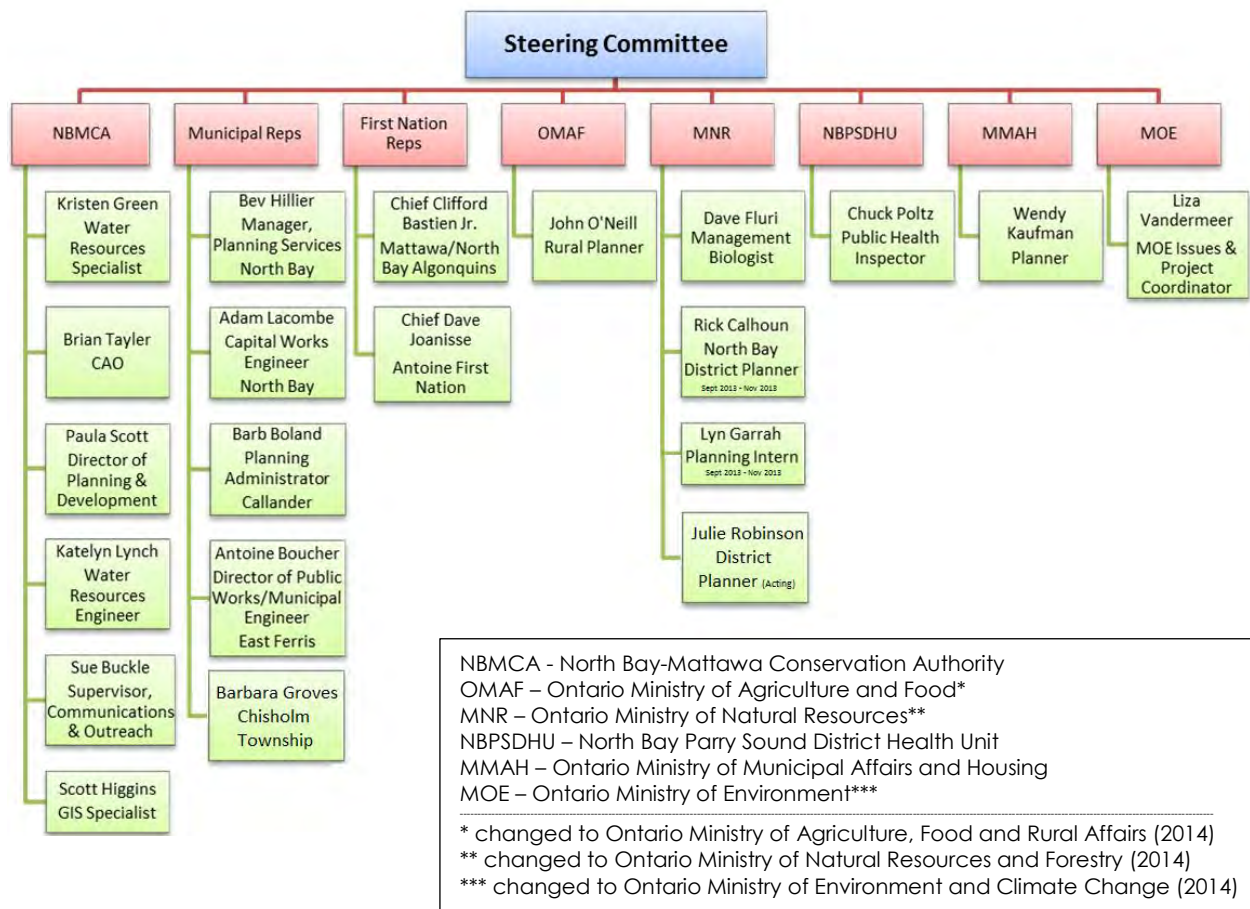 Steering Committee
NBMCA
Municipal Reps
First Nation
Reps
OMAF
MNR
NBPSDHU
MMAH
MOE
Kristen Green
Water
Resources
Specialist
Brian Tayler
CAO
Paula Scott
Director of
Planning &
Development
Katelyn Lynch
Water
Resources
Engineer
Sue Buckle
Supervisor,
Communications
& Outreach
Scott Higgins
GIS Specialist
Bev Hillier
Manager,
Planning Services
North Bay
Adam Lacombe
Capital Works
Engineer
North Bay
Barb Boland
Planning
Administrator
Callander
Antoine Boucher
Director of Public
Works/Municipal
Engineer
East Ferris
Barbara Groves
Chisholm
Township
Chief Clifford
Bastien Jr.
Mattawa/North
Bay Algonquins
Chief Dave
Joanisse
Antoine First
Nation
John O'Neill
Rural Planner
Dave Fluri
Management
Biologist
Rick Calhoun
North Bay
District Planner
Sept 2013 - Nov 2013
Lyn Garrah
Planning Intern
Sept 2013 - Nov 2013
Julie Robinson
District
Planner (Acting)
Chuck Poltz
Public Health
Inspector
Wendy
Kaufman
Planner
Liza
Vandermeer
MOE Issues &
Project
Coordinator
NBMCA - North Bay-Mattawa Conservation Authority
OMAF – Ontario Ministry of Agriculture and Food*
MNR – Ontario Ministry of Natural Resources**
NBPSDHU – North Bay Parry Sound District Health Unit
MMAH – Ontario Ministry of Municipal Affairs and Housing
MOE – Ontario Ministry of Environment***
* changed to Ontario Ministry of Agriculture, Food and Rural Affairs (2014)
** changed to Ontario Ministry of Natural Resources and Forestry (2014)
*** changed to Ontario Ministry of Environment and Climate Change (2014)